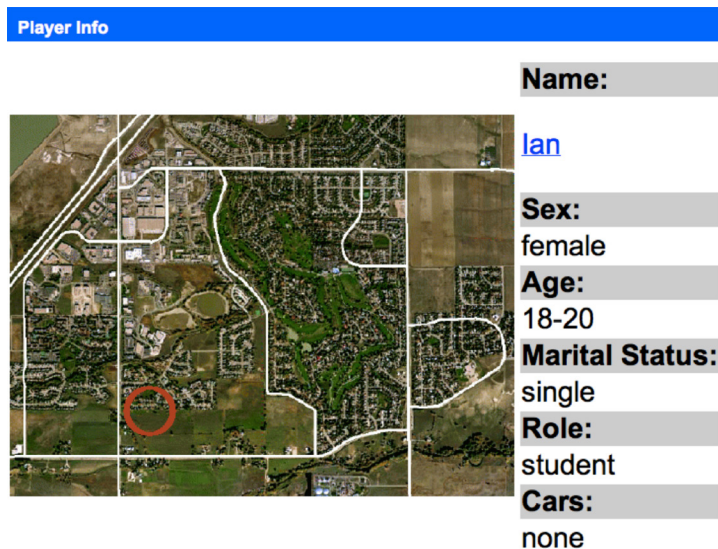 Player Info
Name:
Ian
Sex:
female
Age:
18-20
Marital Status:
single
Role:
student
Cars:
none